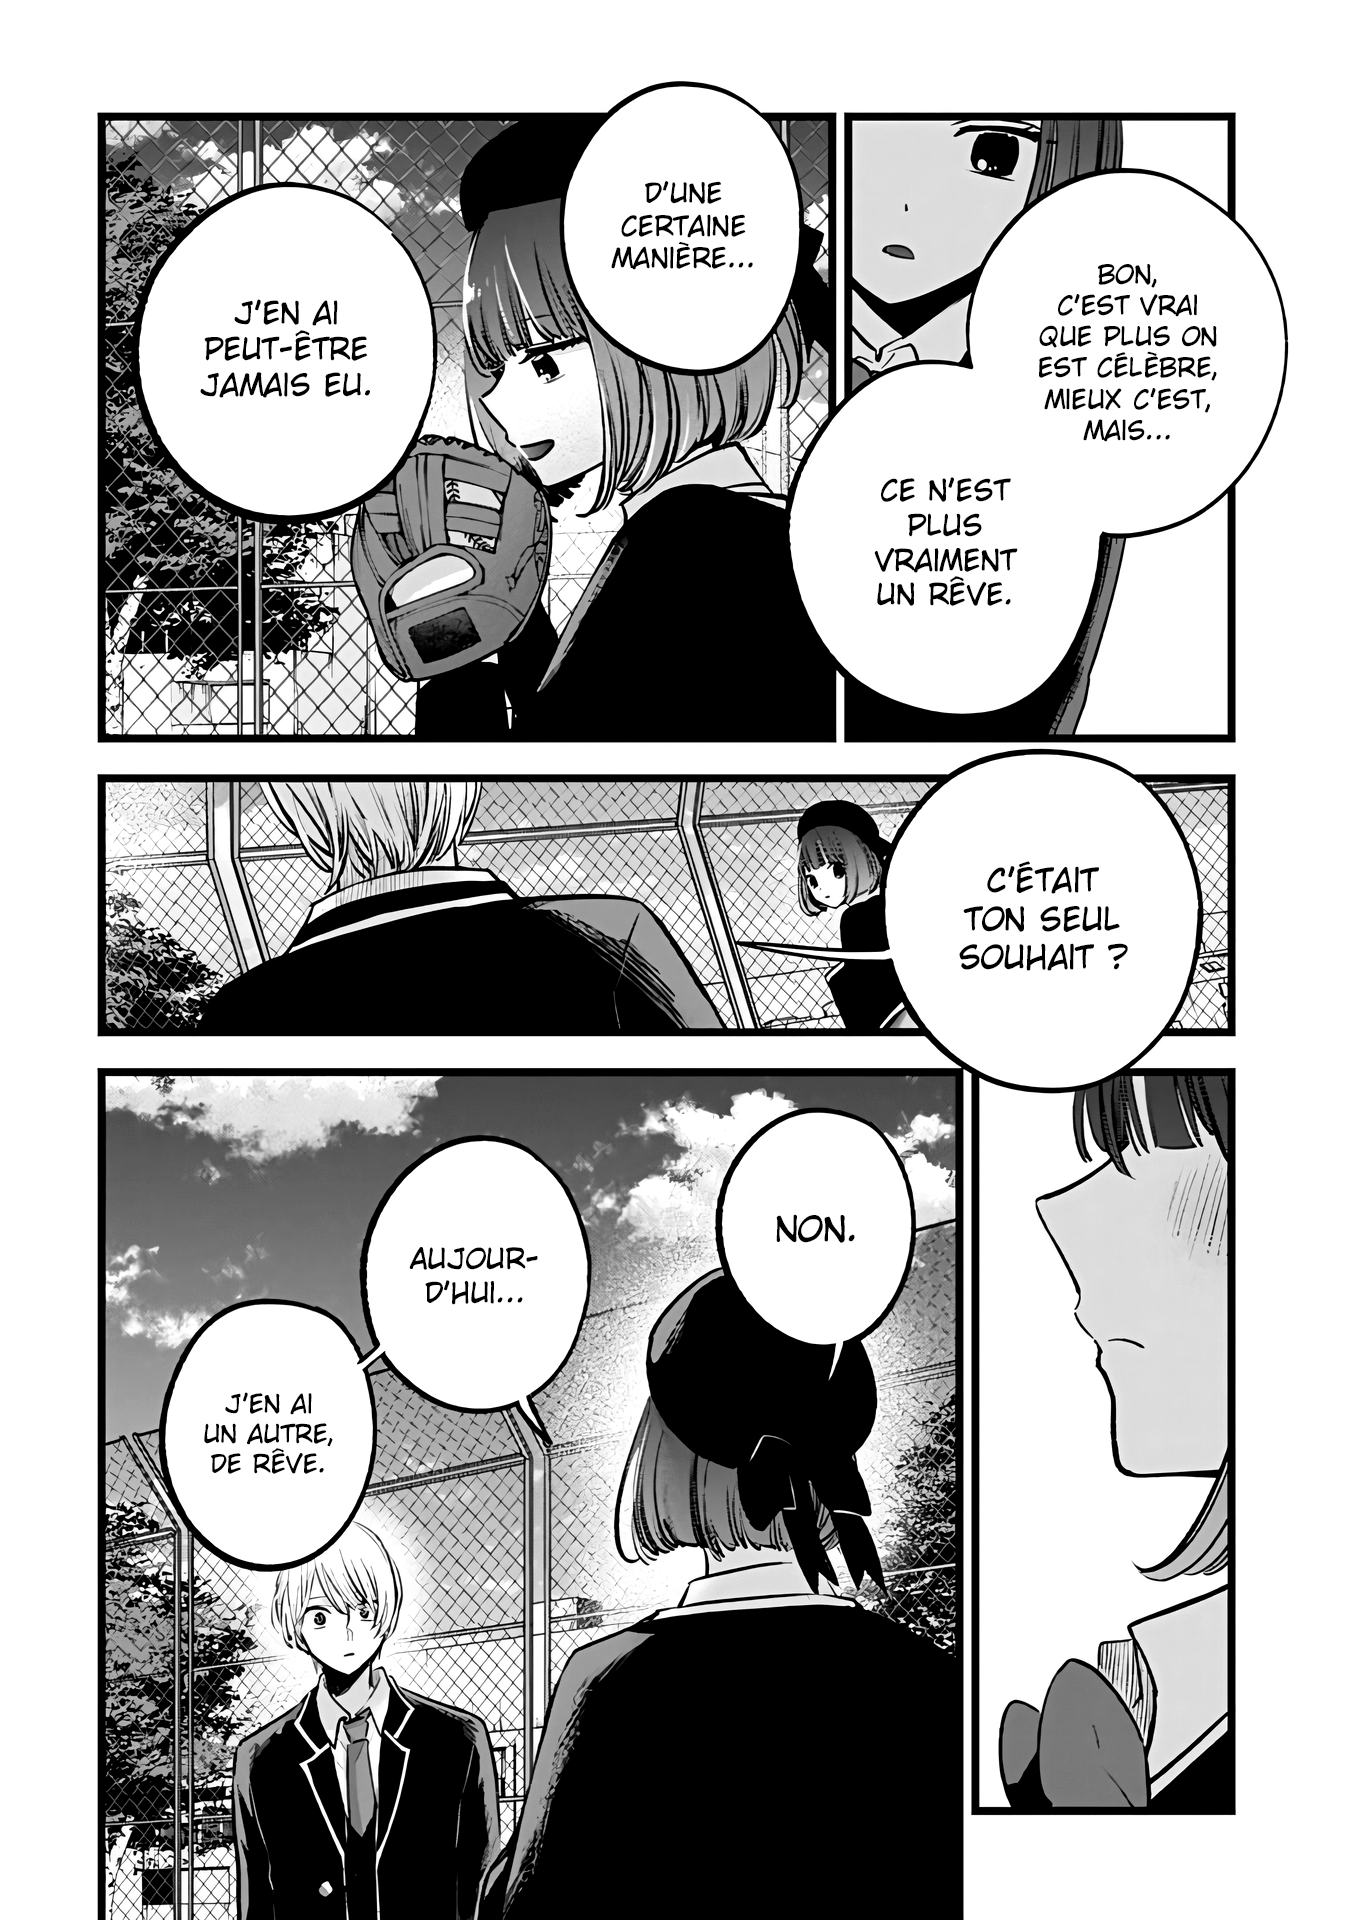 BON,
C'EST VRAI
QUE PLUS ON
EST CÉLÈBRE,
MIEUX C'EST,
MAIS...
CE N'EST
PLUS
VRAIMENT
UN RÊVE.
D'UNE
CERTAINE
MANIÈRE...
J'EN AI
PEUT-ÊTRE
JAMAIS EU.
C'ÉTAIT
TON SEUL
SOUHAIT ?
NON.
AUJOUR-
D'HUI...
J'EN AI
UN AUTRE,
DE RÊVE.